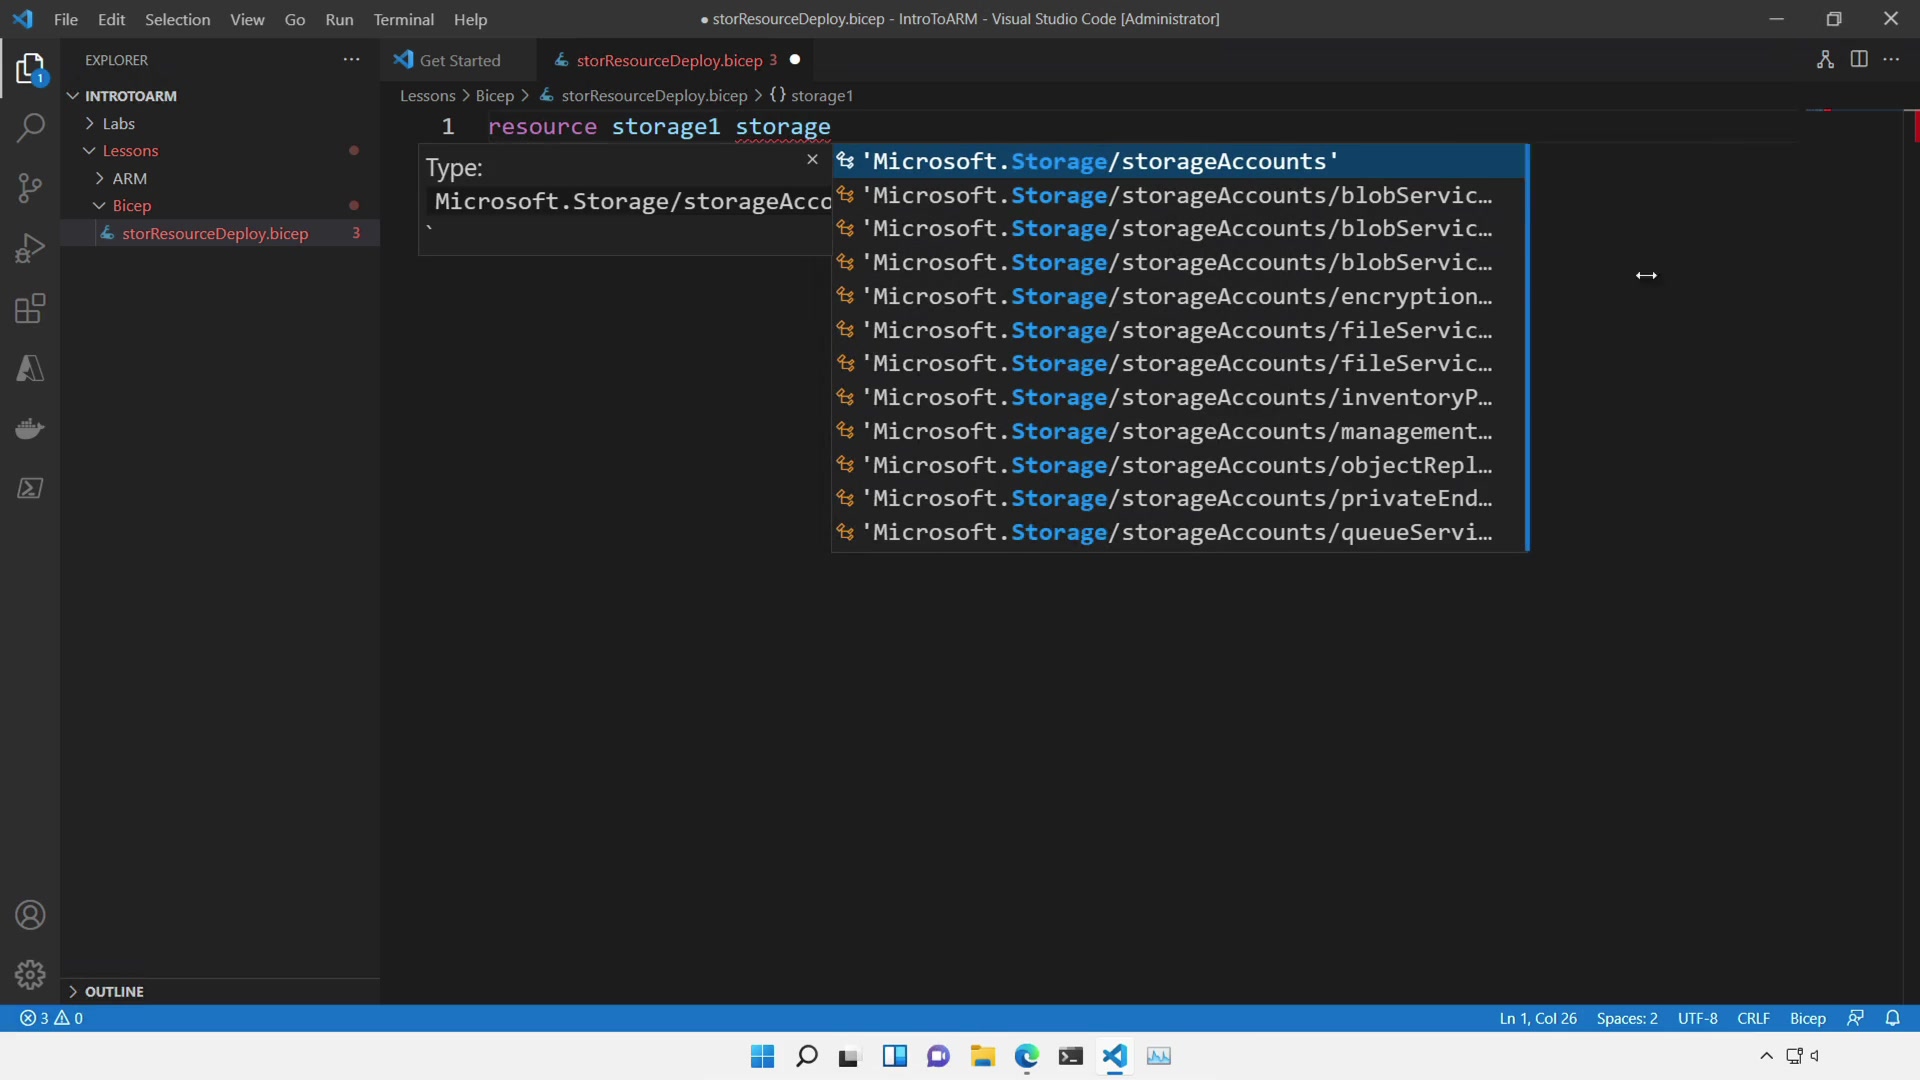 File Edit Selection View Go Run Terminal Help
● storResourceDeploy.bicep - IntroToARM - Visual Studio Code [Administrator]
EXPLORER
1
INTROTOARM
Labs
Lessons
ARM
Bicep
storResourceDeploy.bicep 3
OUTLINE
Get Started
storResourceDeploy.bicep 3
Lessons > Bicep > storResourceDeploy.bicep > {} storage1
1 resource storage1 storage
Type:
Microsoft.Storage/storageAcco
`
'Microsoft.Storage/storageAccounts'
'Microsoft.Storage/storageAccounts/blobServic…
'Microsoft.Storage/storageAccounts/blobServic…
'Microsoft.Storage/storageAccounts/blobServic…
'Microsoft.Storage/storageAccounts/encryption…
'Microsoft.Storage/storageAccounts/fileServic…
'Microsoft.Storage/storageAccounts/fileServic…
'Microsoft.Storage/storageAccounts/inventoryP…
'Microsoft.Storage/storageAccounts/management…
'Microsoft.Storage/storageAccounts/objectRepl…
'Microsoft.Storage/storageAccounts/privateEnd…
'Microsoft.Storage/storageAccounts/queueServi…
3 0
Ln 1, Col 26 Spaces: 2 UTF-8 CRLF Bicep